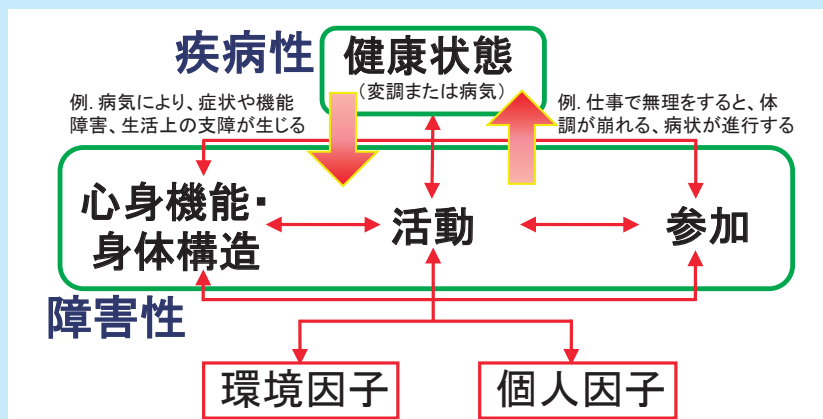 疾病性
健康状態
(変調または病気)
例. 病気により、症状や機能
障害、生活上の支障が生じる
例. 仕事で無理をすると、体
調が崩れる、病状が進行する
心身機能・
身体構造
活動
参加
障害性
環境因子
個人因子